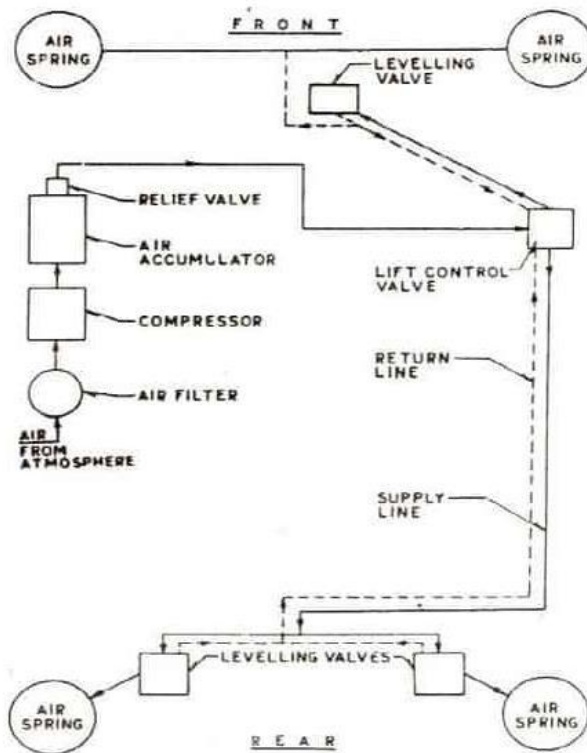 FRONT
AIR
SPRING
AIR
SPRING
LEVELLING
VALVE
RELIEF VALVE
AIR
ACCUMULATOR
LIFT CONTROL
VALVE
COMPRESSOR
RETURN
LINE
AIR FILTER
AIR
FROM
ATMOSPHERE
SUPPLY
LINE
LEVELLING VALVES
AIR
SPRING
AIR
SPRING
REAR